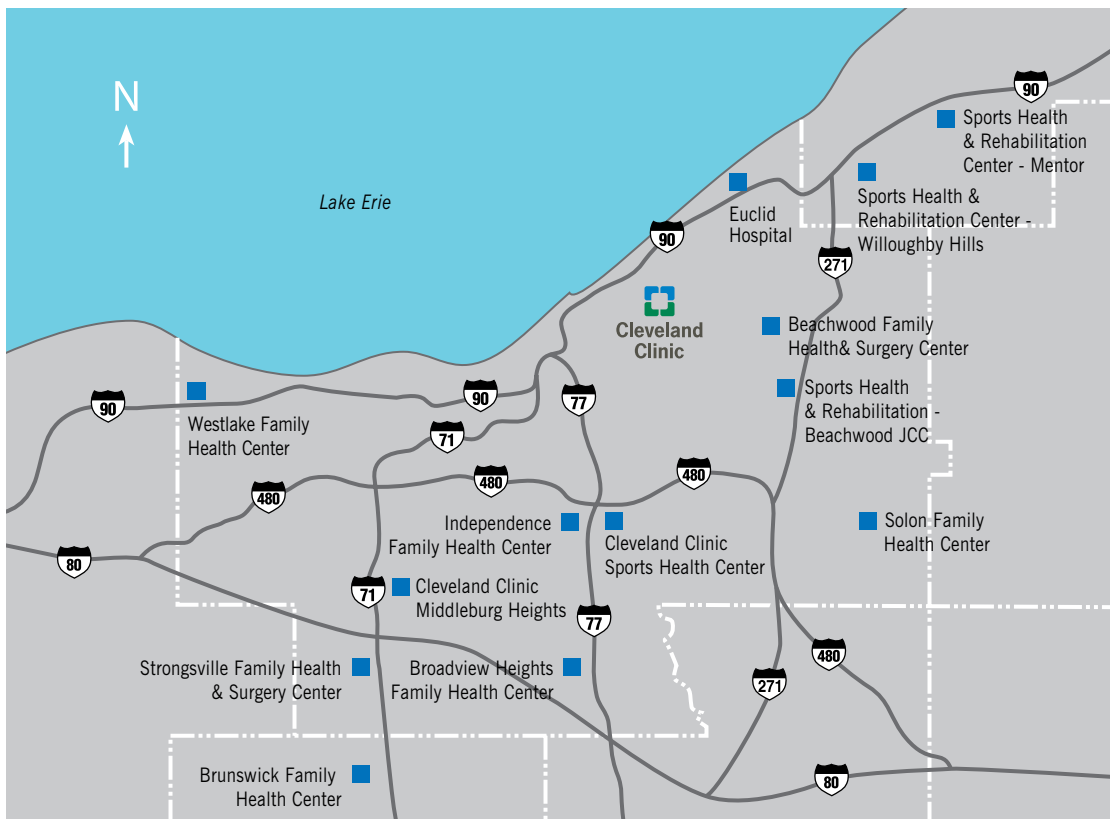 N
90
Sports Health
& Rehabilitation
Center - Mentor
Lake Erie
Euclid
Hospital
Sports Health &
Rehabilitation Center -
Willoughby Hills
90
271
Cleveland
Clinic
Beachwood Family
Health& Surgery Center
90
90
77
Sports Health
& Rehabilitation -
Beachwood JCC
Westlake Family
Health Center
71
480
480
480
Independence
Family Health Center
Cleveland Clinic
Sports Health Center
Solon Family
Health Center
80
71
Cleveland Clinic
Middleburg Heights
77
480
Strongsville Family Health
& Surgery Center
Broadview Heights
Family Health Center
271
Brunswick Family
Health Center
80